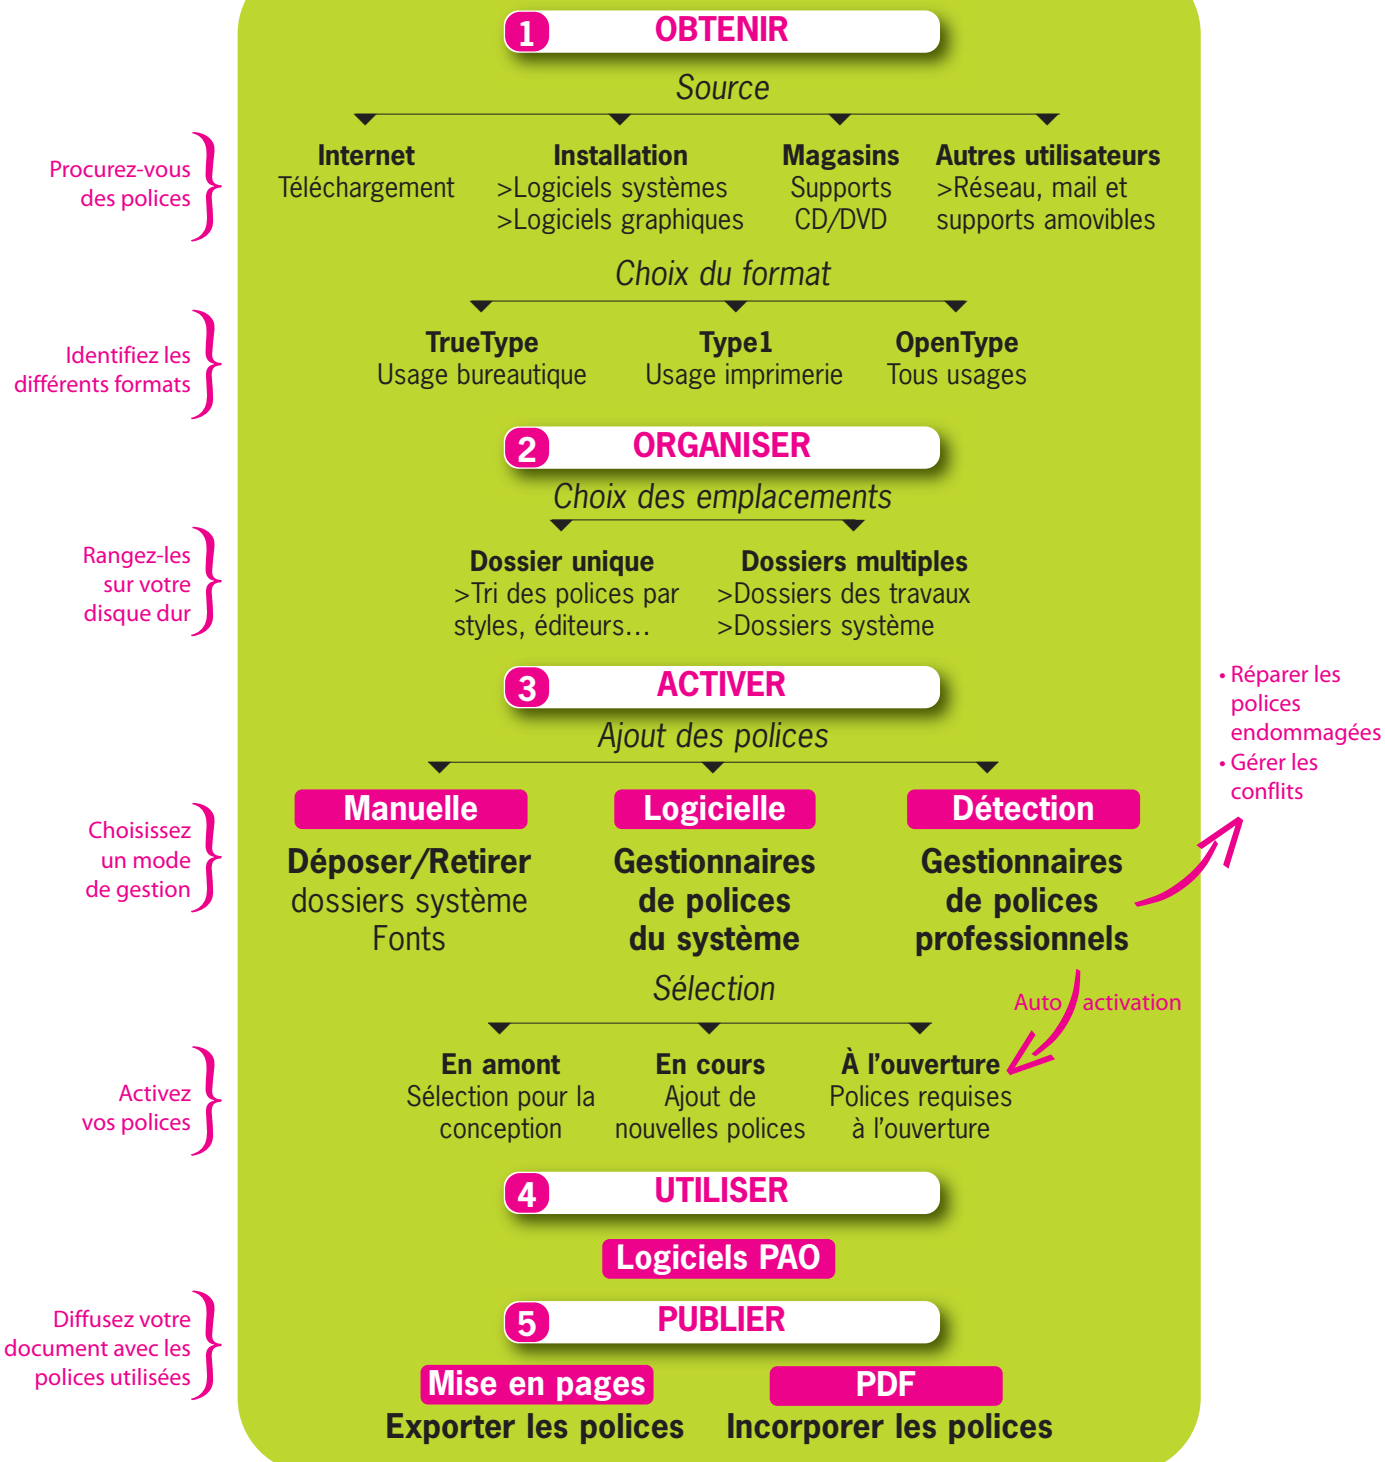 1 OBTENIR
Source
Procurez-vous
des polices
Internet
Téléchargement
Installation
>Logiciels systèmes
>Logiciels graphiques
Magasins
Supports
CD/DVD
Autres utilisateurs
>Réseau, mail et
supports amovibles
Choix du format
Identifiez les
différents formats
TrueType
Usage bureautique
Type1
Usage imprimerie
OpenType
Tous usages
2 ORGANISER
Choix des emplacements
Rangez-les
sur votre
disque dur
Dossier unique
>Tri des polices par
styles, éditeurs...
Dossiers multiples
>Dossiers des travaux
>Dossiers système
3 ACTIVER
Ajout des polices
Choisissez
un mode
de gestion
Manuelle
Déposer/Retirer
dossiers système
Fonts
Logicielle
Gestionnaires
de polices
du système
Détection
Gestionnaires
de polices
professionnels
• Réparer les
polices
endommagées
• Gérer les
conflits
Auto activation
Sélection
Activez
vos polices
En amont
Sélection pour la
conception
En cours
Ajout de
nouvelles polices
À l'ouverture
Polices requises
à l'ouverture
4 UTILISER
Logiciels PAO
5 PUBLIER
Diffusez votre
document avec les
polices utilisées
Mise en pages
Exporter les polices
PDF
Incorporer les polices